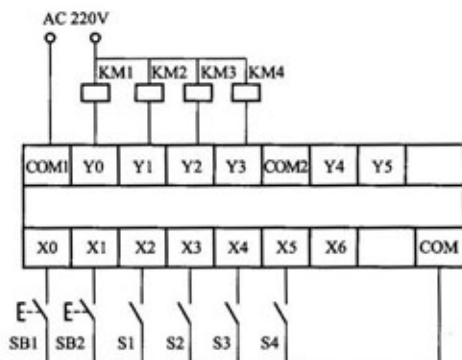 AC 220V
KM1 KM2 KM3 KM4
COM1 Y0 Y1 Y2 Y3 COM2 Y4 Y5
X0 X1 X2 X3 X4 X5 X6 COM
SB1 SB2 S1 S2 S3 S4